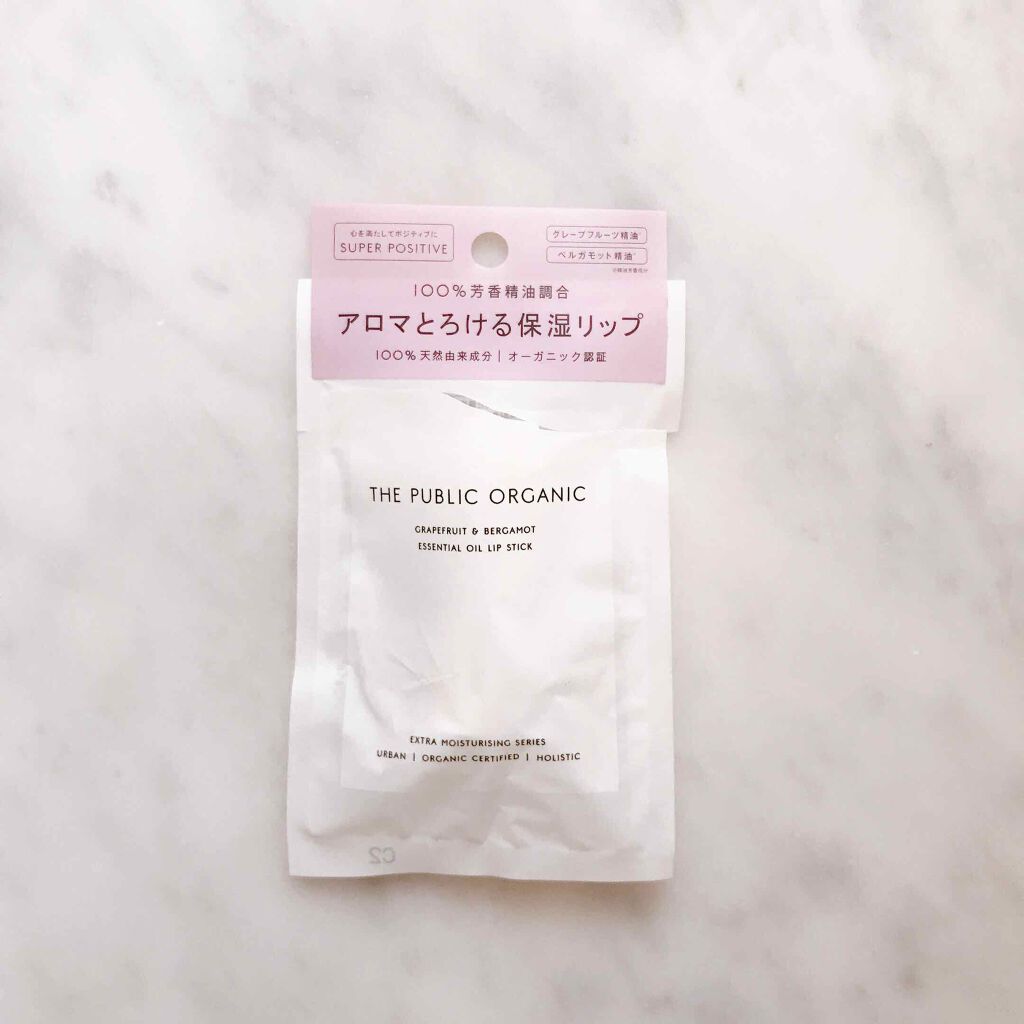 心を満たしてポジティブに
SUPER POSITIVE
グレープフルーツ精油*
ベルガモット精油*
100%芳香精油調合
アロマとろける保湿リップ
100%天然由来成分 | オーガニック認証
THE PUBLIC ORGANIC
GRAPEFRUIT & BERGAMOT
ESSENTIAL OIL LIP STICK
EXTRA MOISTURISING SERIES
URBAN | ORGANIC CERTIFIED | HOLISTIC
C2